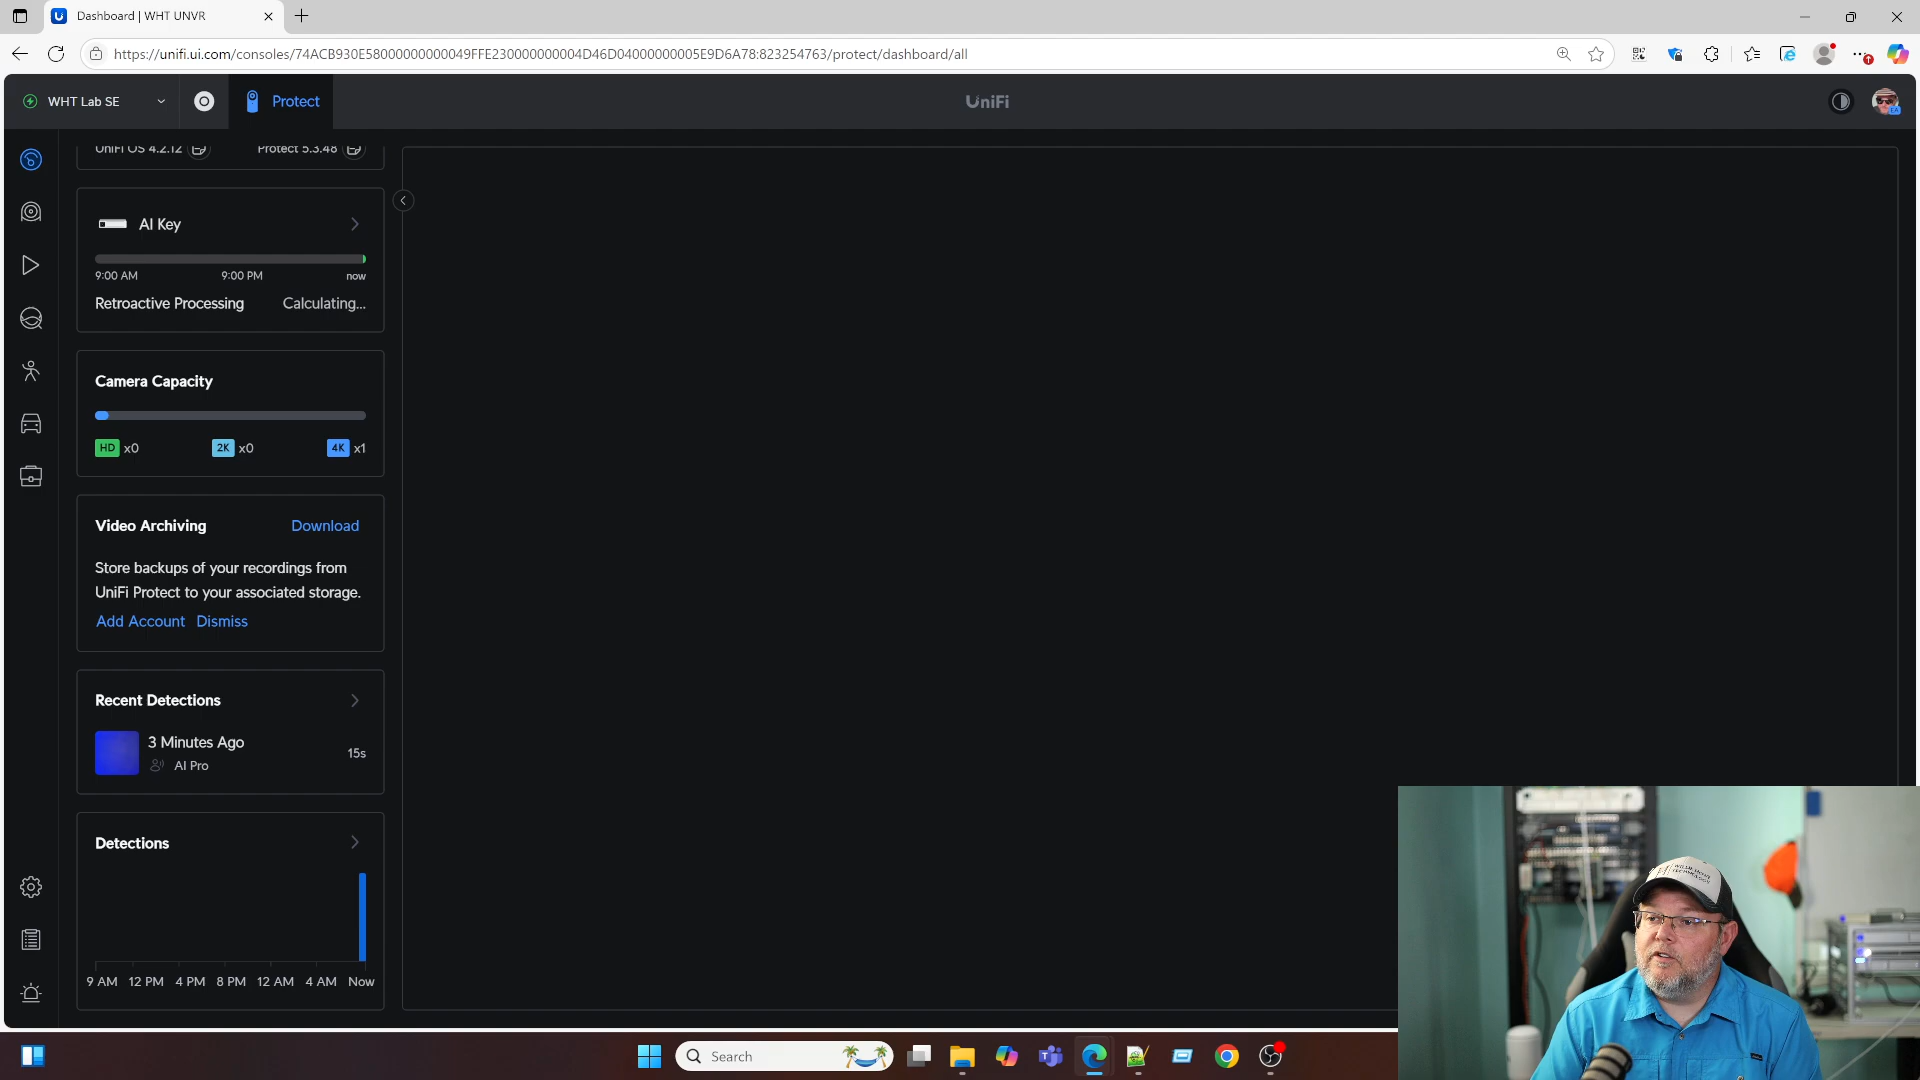 Dashboard | WHT UNVR
https://unifi.ui.com/consoles/74ACB930E58000000000049FFE230000000004D46D04000000005E9D6A78:823254763/protect/dashboard/all
WHT Lab SE
Protect
UniFi
EA
UniFi OS 4.2.12
Protect 5.3.48
AI Key
9:00 AM 9:00 PM now
Retroactive Processing Calculating...
Camera Capacity
HD x0 2K x0 4K x1
Video Archiving Download
Store backups of your recordings from
UniFi Protect to your associated storage.
Add Account Dismiss
Recent Detections
3 Minutes Ago
AI Pro
15s
Detections
9 AM 12 PM 4 PM 8 PM 12 AM 4 AM Now
Search